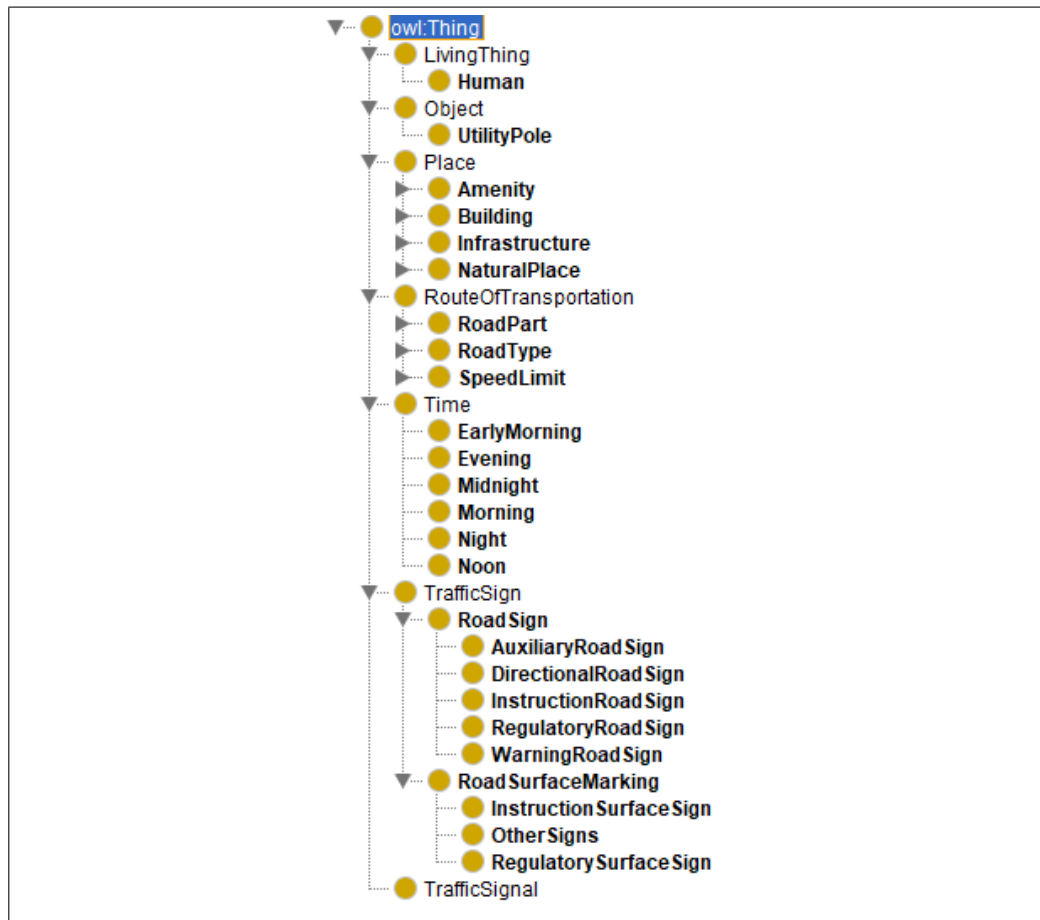 owl:Thing
LivingThing
Human
Object
UtilityPole
Place
Amenity
Building
Infrastructure
NaturalPlace
RouteOfTransportation
RoadPart
RoadType
SpeedLimit
Time
EarlyMorning
Evening
Midnight
Morning
Night
Noon
TrafficSign
RoadSign
AuxiliaryRoadSign
DirectionalRoadSign
InstructionRoadSign
RegulatoryRoadSign
WarningRoadSign
RoadSurfaceMarking
InstructionSurfaceSign
OtherSigns
RegulatorySurfaceSign
TrafficSignal